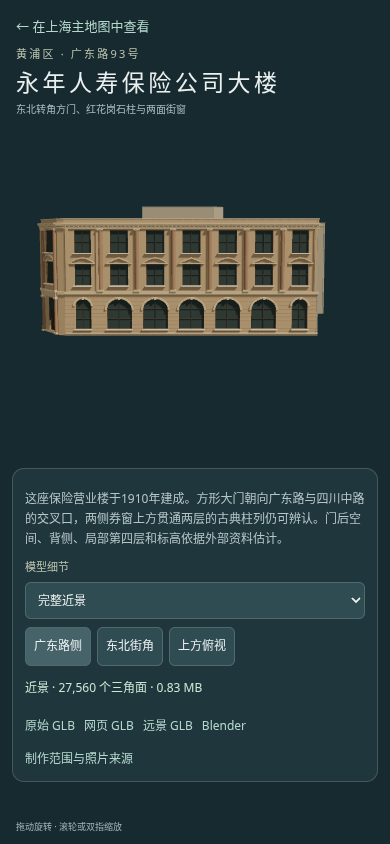 ← 在上海主地图中查看
黄浦区 · 广东路93号
永年人寿保险公司大楼
东北转角方门、红花岗石柱与两面街窗
这座保险营业楼于1910年建成。方形大门朝向广东路与四川中路
的交叉口，两侧券窗上方贯通两层的古典柱列仍可辨认。门后空
间、背侧、局部第四层和标高依据外部资料估计。
模型细节
完整近景
广东路侧 东北街角 上方俯视
近景 · 27,560 个三角面 · 0.83 MB
原始 GLB 网页 GLB 远景 GLB Blender
制作范围与照片来源
拖动旋转 · 滚轮或双指缩放